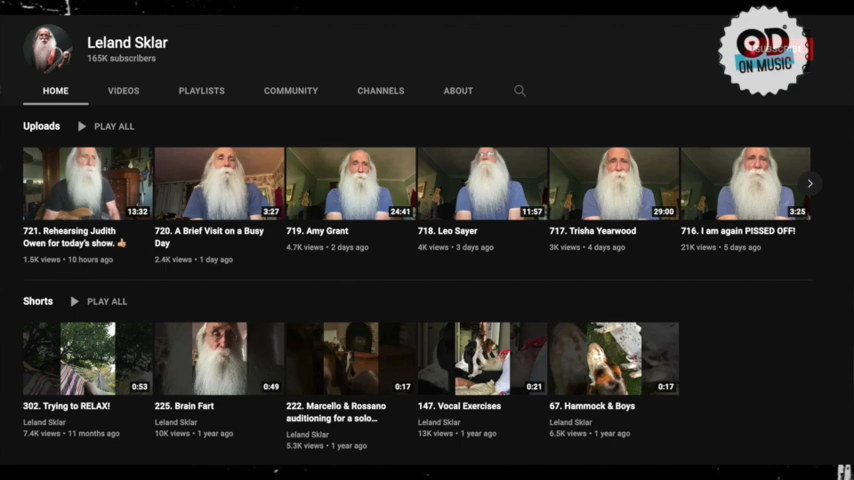 Leland Sklar
165K subscribers
QD
ON MUSIC
HOME VIDEOS PLAYLISTS COMMUNITY CHANNELS ABOUT
Uploads PLAY ALL
13:32 3:27 24:41 11:57 29:00 3:25
721. Rehearsing Judith 720. A Brief Visit on a Busy 719. Amy Grant 718. Leo Sayer 717. Trisha Yearwood 716. I am again PISSED OFF!
Owen for today's show. 👍 Day 4.7K views • 2 days ago 4K views • 3 days ago 3K views • 4 days ago 21K views • 5 days ago
1.5K views • 10 hours ago 2.4K views • 1 day ago
Shorts PLAY ALL
0:53 0:49 0:17 0:21 0:17
302. Trying to RELAX! 225. Brain Fart 222. Marcello & Rossano 147. Vocal Exercises 67. Hammock & Boys
Leland Sklar Leland Sklar auditioning for a solo... Leland Sklar Leland Sklar
7.4K views • 11 months ago 10K views • 1 year ago Leland Sklar 13K views • 1 year ago 6.5K views • 1 year ago
5.3K views • 1 year ago